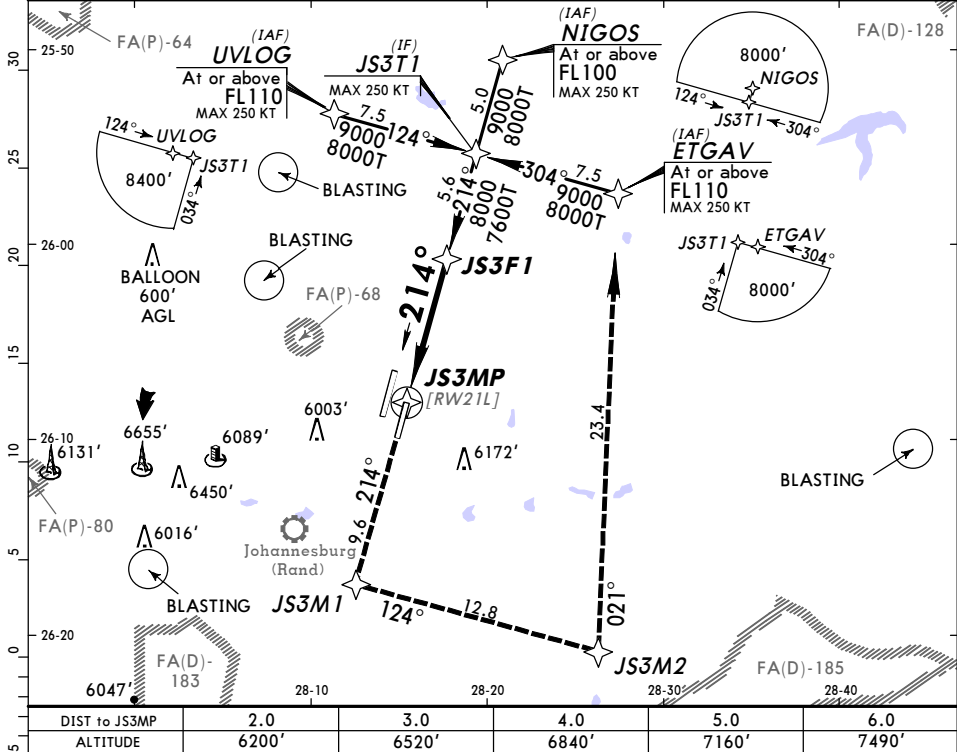 25-50
FA(P)-64
(IAF)
UVLOG
At or above
FL110
MAX 250 KT
(IF)
JS3T1
MAX 250 KT
(IAF)
NIGOS
At or above
FL100
MAX 250 KT
FA(D)-128
8000'
NIGOS
124°
JS3T1
304°
30
7.5
9000
8000T
124°
5.0
9000
8000T
(IAF)
ETGAV
At or above
FL110
MAX 250 KT
124°
UVLOG
JS3T1
8400'
034°
25
BLASTING
304°
7.5
9000
8000T
5.6
214°
8000
7600T
JS3T1
ETGAV
304°
034°
8000'
26-00
20
BALLOON
600'
AGL
BLASTING
JS3F1
214°
FA(P)-68
15
JS3MP
[RW21L]
26-10
10
6131'
6655'
6089'
6003'
6450'
6172'
6016'
FA(P)-80
23.4
BLASTING
214°
9.6
Johannesburg
(Rand)
5
BLASTING
JS3M1
124°
12.8
021°
26-20
0
JS3M2
FA(D)-
183
FA(D)-185
6047'
28-10
28-20
28-30
28-40
5
DIST to JS3MP 2.0 3.0 4.0 5.0 6.0
ALTITUDE 6200' 6520' 6840' 7160' 7490'